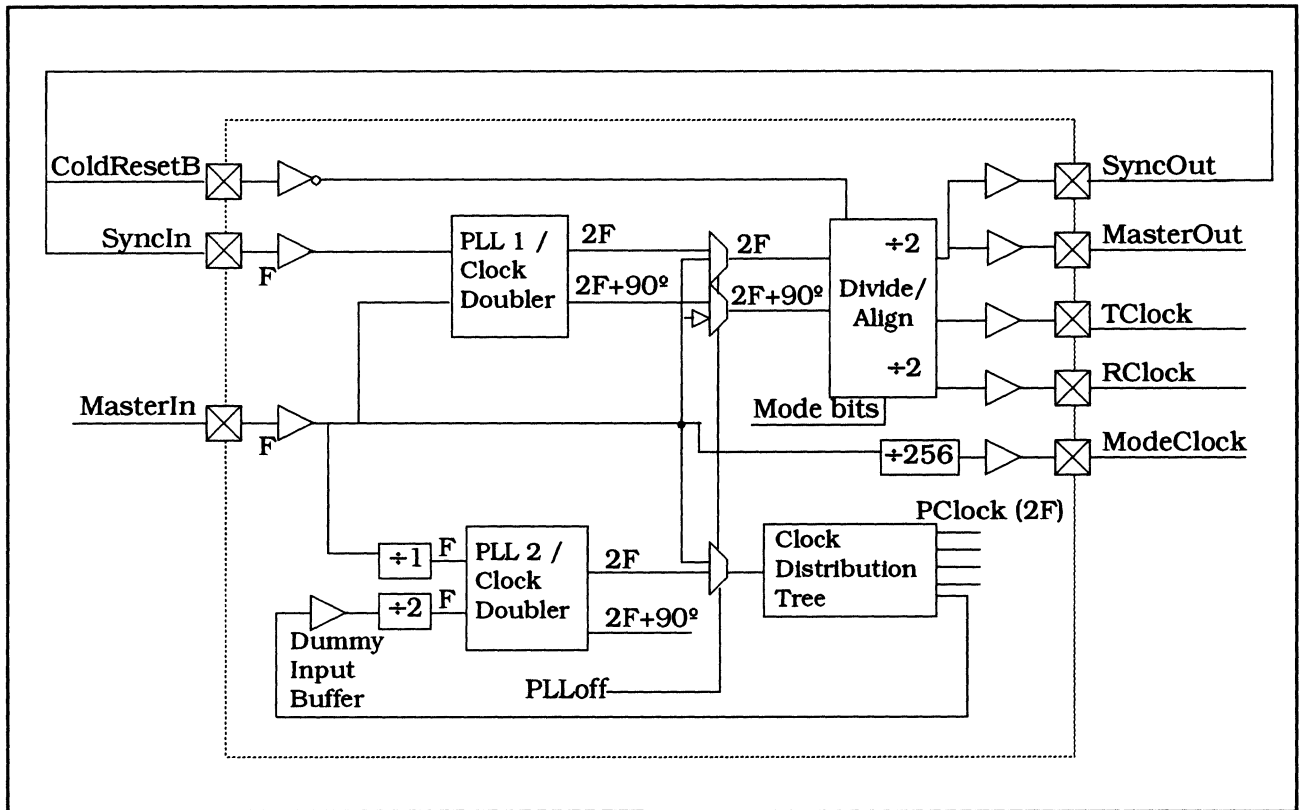 ColdResetB
SyncIn
F
MasterIn
F
PLL 1 /
Clock
Doubler
2F
2F+90º
2F
2F+90º
÷2
Divide/
Align
÷2
Mode bits
SyncOut
MasterOut
TClock
RClock
÷256
ModeClock
÷1
F
÷2
F
PLL 2 /
Clock
Doubler
2F
2F+90º
Clock
Distribution
Tree
PClock (2F)
Dummy
Input
Buffer
PLLoff